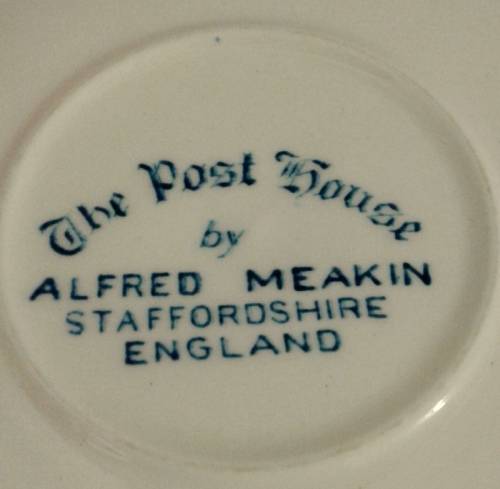 The Post House
by
ALFRED MEAKIN
STAFFORDSHIRE
ENGLAND